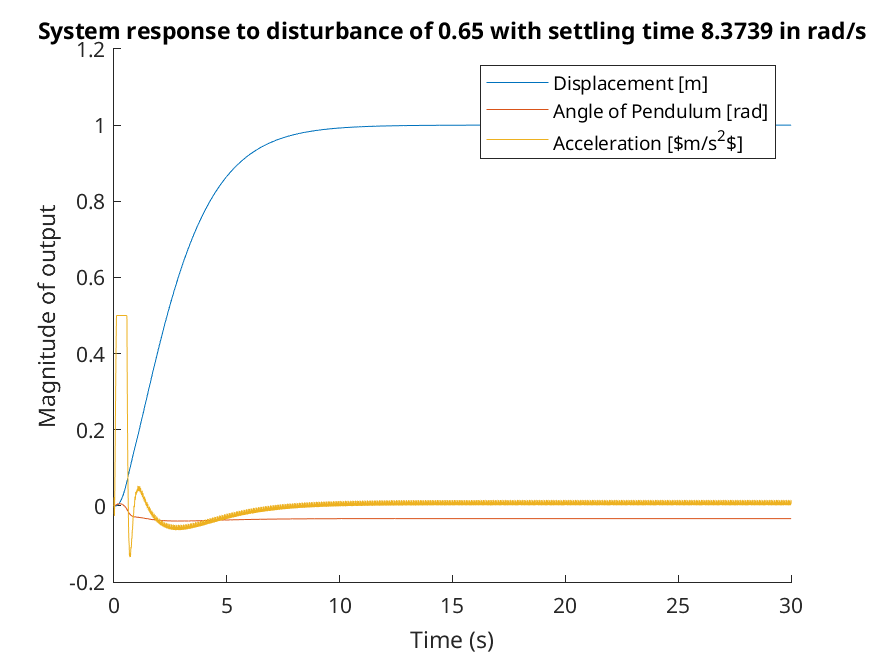 System response to disturbance of 0.65 with settling time 8.3739 in rad/s
1.2
1
0.8
0.6
0.4
0.2
0
-0.2
Magnitude of output
Displacement [m]
Angle of Pendulum [rad]
Acceleration [$m/s²$]
0 5 10 15 20 25 30
Time (s)